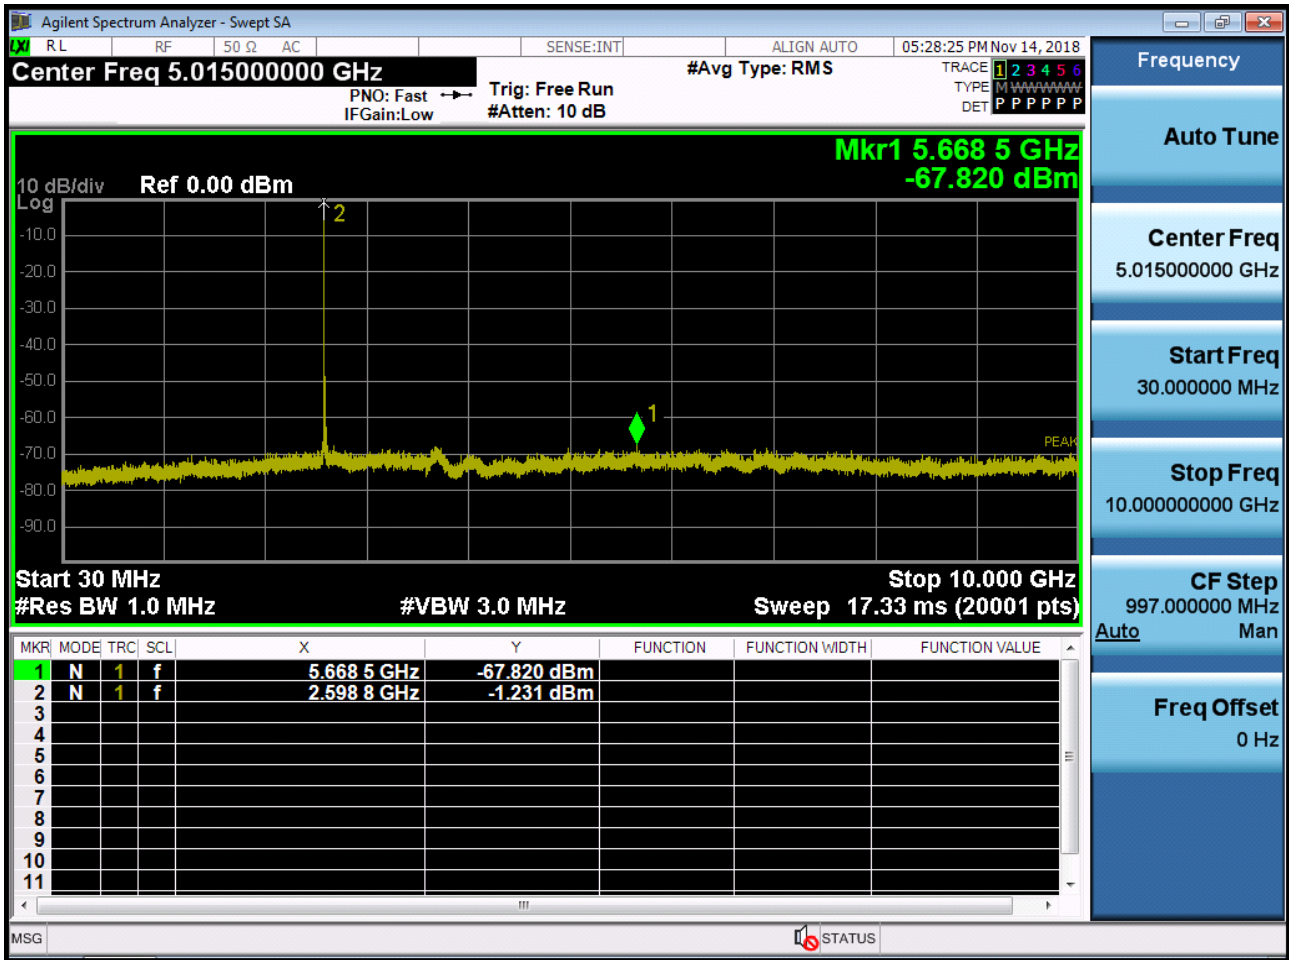 Agilent Spectrum Analyzer - Swept SA
LXI RL RF 50 Ω AC SENSE:INT ALIGN AUTO 05:28:25 PM Nov 14, 2018
Center Freq 5.015000000 GHz
PNO: Fast
IFGain:Low
Trig: Free Run
#Atten: 10 dB
#Avg Type: RMS
TRACE 1 2 3 4 5 6
TYPE M WWWWW
DET P P P P P P
Mkr1 5.668 5 GHz
-67.820 dBm
10 dB/div Ref 0.00 dBm
Log
2
-10.0
-20.0
-30.0
-40.0
-50.0
-60.0
1
PEAK
-70.0
-80.0
-90.0
Start 30 MHz Stop 10.000 GHz
#Res BW 1.0 MHz #VBW 3.0 MHz Sweep 17.33 ms (20001 pts)
MKR MODE TRC SCL X Y FUNCTION FUNCTION WIDTH FUNCTION VALUE
1 N 1 f 5.668 5 GHz -67.820 dBm
2 N 1 f 2.598 8 GHz -1.231 dBm
3
4
5
6
7
8
9
10
11
MSG STATUS
Frequency
Auto Tune
Center Freq
5.015000000 GHz
Start Freq
30.000000 MHz
Stop Freq
10.000000000 GHz
CF Step
997.000000 MHz
Auto Man
Freq Offset
0 Hz